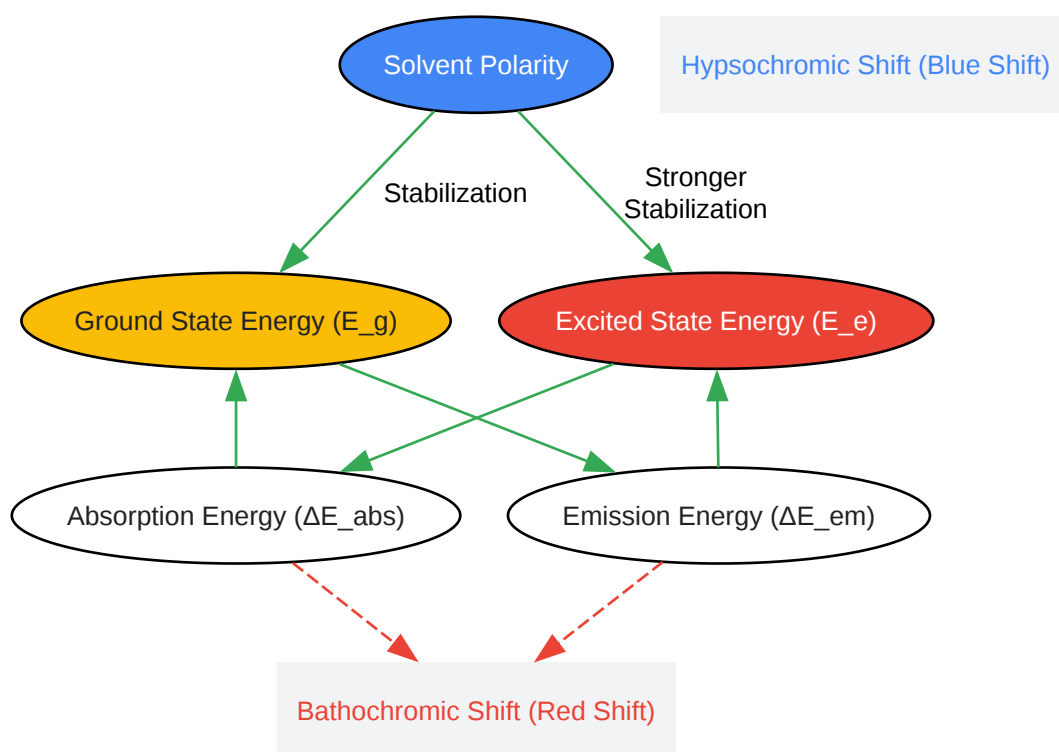 Solvent Polarity
Hypsochromic Shift (Blue Shift)
Stabilization
Stronger
Stabilization
Ground State Energy (E_g)
Excited State Energy (E_e)
Absorption Energy (ΔE_abs)
Emission Energy (ΔE_em)
Bathochromic Shift (Red Shift)